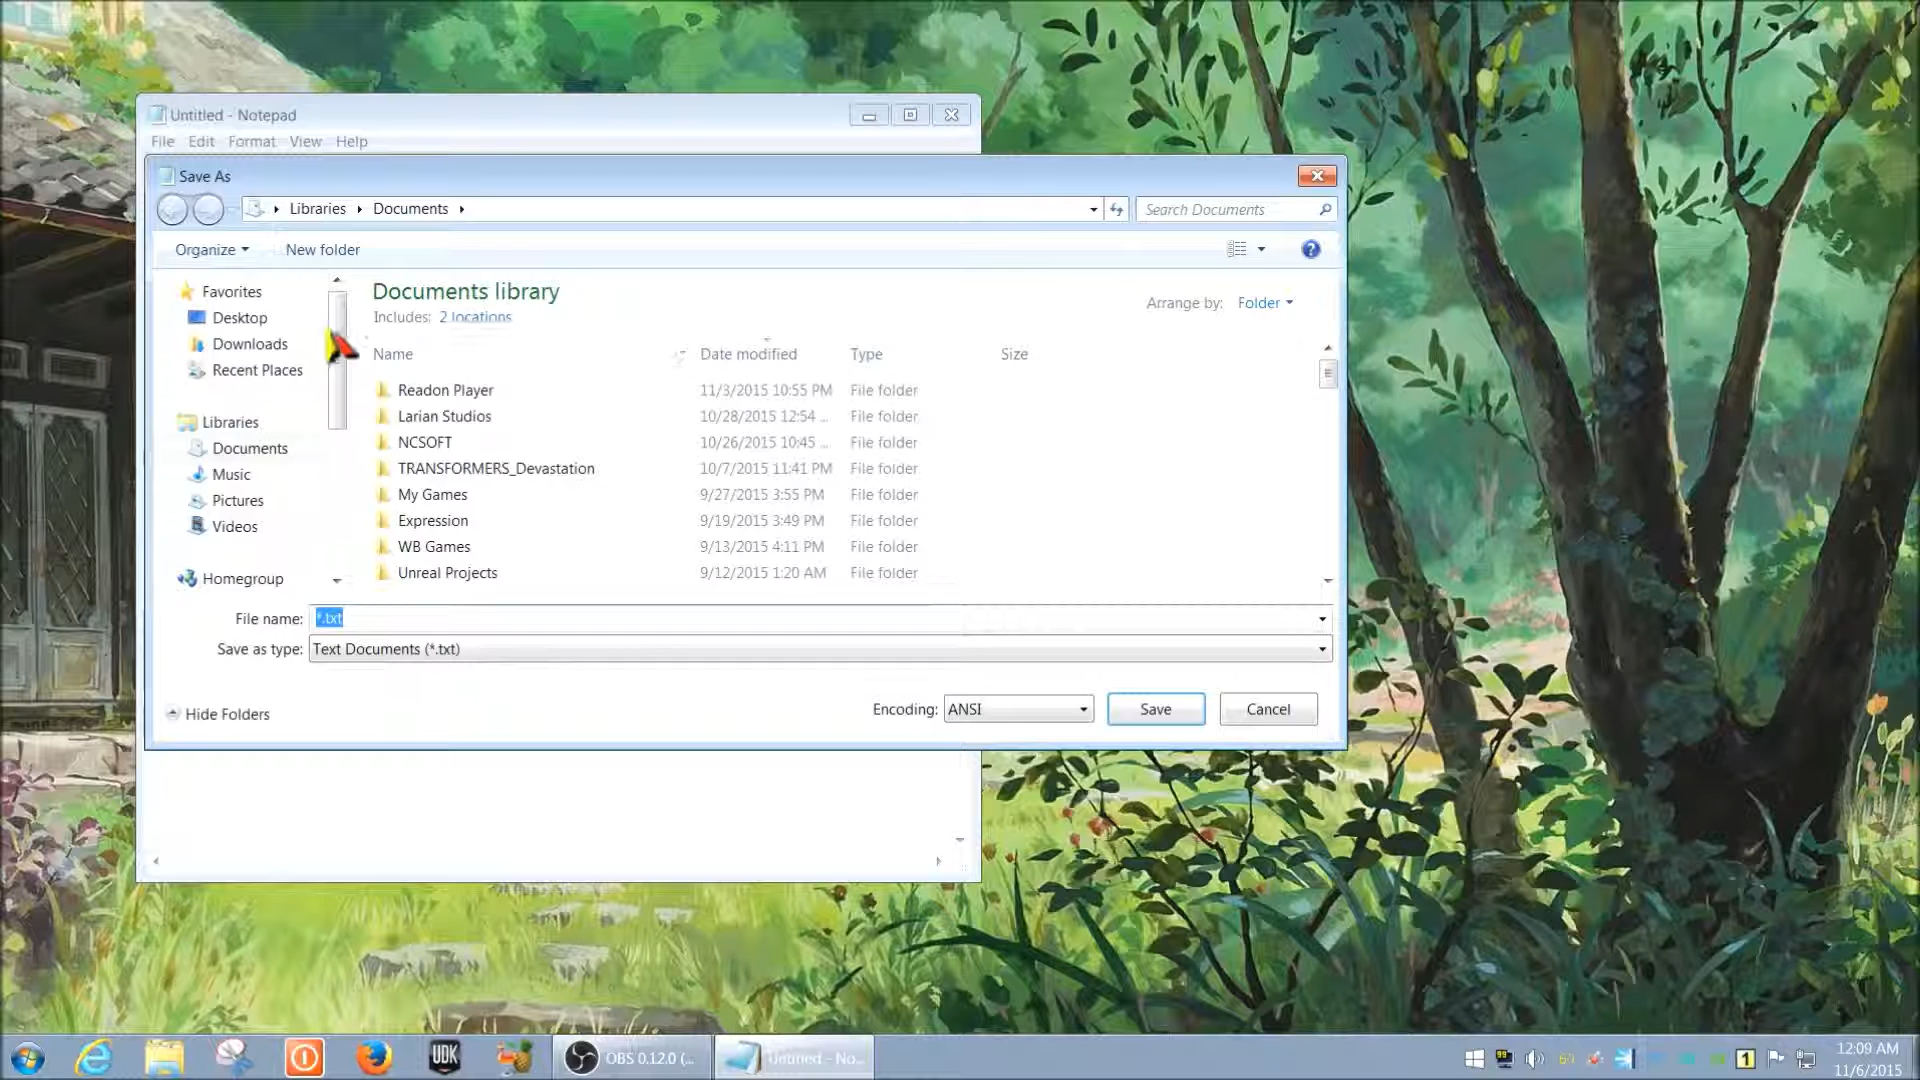 Untitled - Notepad
File Edit Format View Help
Save As
Libraries Documents
Search Documents
Organize New folder
Favorites
Desktop
Downloads
Recent Places
Libraries
Documents
Music
Pictures
Videos
Homegroup
Documents library
Includes: 2 locations
Arrange by: Folder
Name Date modified Type Size
Readon Player 11/3/2015 10:55 PM File folder
Larian Studios 10/28/2015 12:54 ... File folder
NCSOFT 10/26/2015 10:45 ... File folder
TRANSFORMERS_Devastation 10/7/2015 11:41 PM File folder
My Games 9/27/2015 3:55 PM File folder
Expression 9/19/2015 3:49 PM File folder
WB Games 9/13/2015 4:11 PM File folder
Unreal Projects 9/12/2015 1:20 AM File folder
File name: *.txt
Save as type: Text Documents (*.txt)
Hide Folders
Encoding: ANSI Save Cancel
UDK
OBS 0.12.0 (...
Untitled - No...
99
1
12:09 AM
11/6/2015